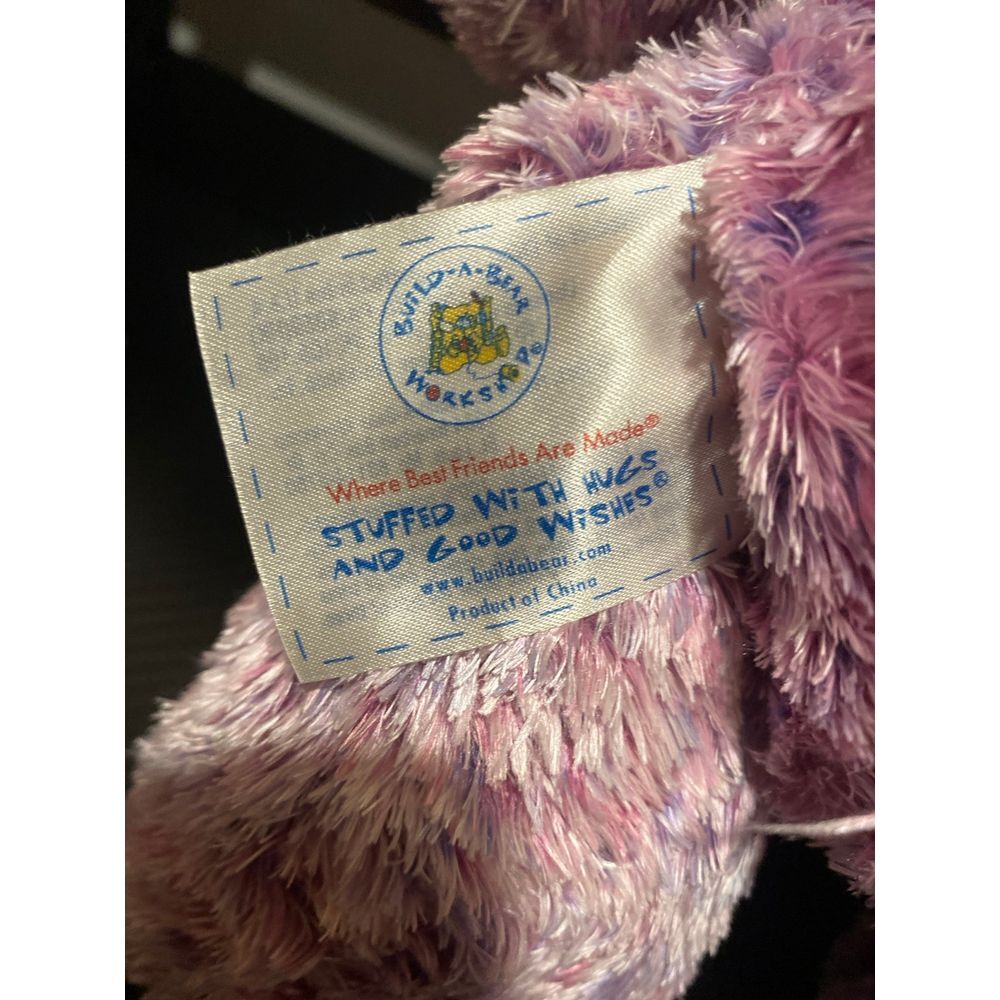 BUILD-A-BEAR
WORKSHOP®
Where Best Friends Are Made®
STUFFED WITH HUGS
AND GOOD WISHES®
www.buildabear.com
Product of China